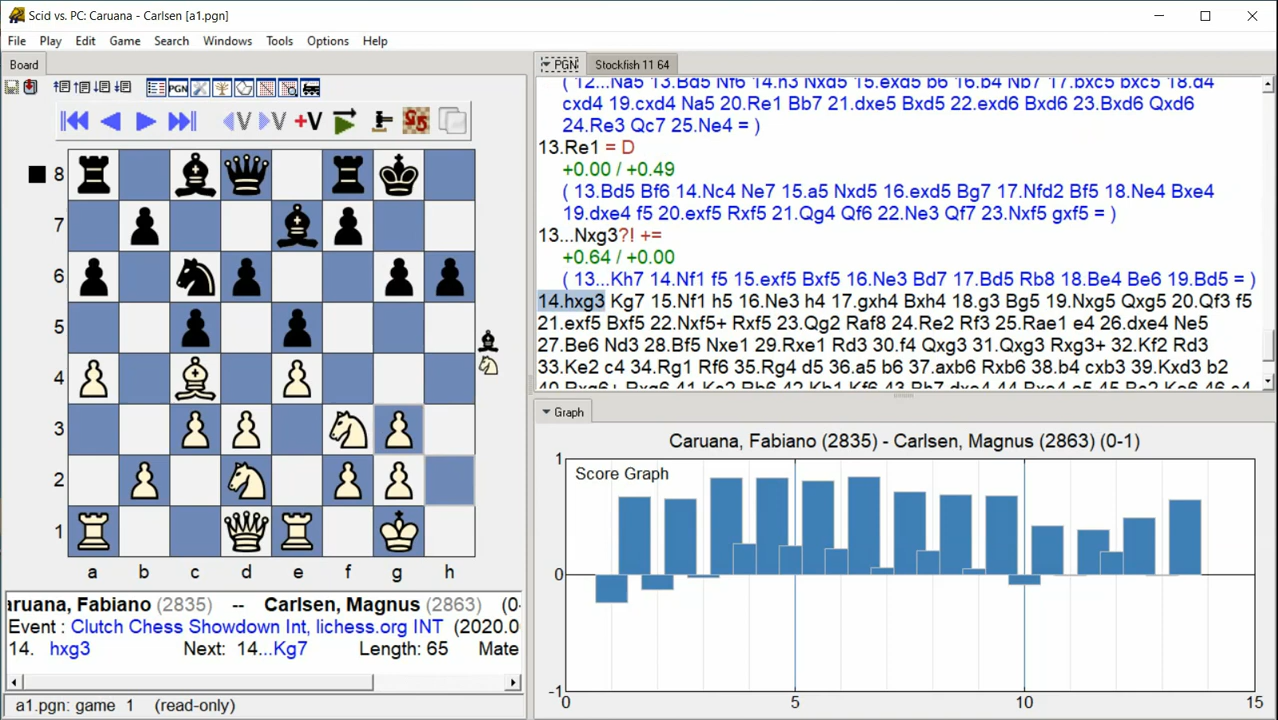 Scid vs. PC: Caruana - Carlsen [a1.pgn]
File Play Edit Game Search Windows Tools Options Help
Board
PGN
V V +V
8
7
6
5
4
3
2
1
a b c d e f g h
aruana, Fabiano (2835) -- Carlsen, Magnus (2863) (0-
Event : Clutch Chess Showdown Int, lichess.org INT (2020.0
14. hxg3 Next: 14...Kg7 Length: 65 Mate
a1.pgn: game 1 (read-only)
PGN Stockfish 11 64
( 12...Na5 13.Bd5 Nf6 14.h3 Nxd5 15.exd5 b6 16.b4 Nb7 17.bxc5 bxc5 18.d4
cxd4 19.cxd4 Na5 20.Re1 Bb7 21.dxe5 Bxd5 22.exd6 Bxd6 23.Bxd6 Qxd6
24.Re3 Qc7 25.Ne4 = )
13.Re1 = D
+0.00 / +0.49
( 13.Bd5 Bf6 14.Nc4 Ne7 15.a5 Nxd5 16.exd5 Bg7 17.Nfd2 Bf5 18.Ne4 Bxe4
19.dxe4 f5 20.exf5 Rxf5 21.Qg4 Qf6 22.Ne3 Qf7 23.Nxf5 gxf5 = )
13...Nxg3?! +=
+0.64 / +0.00
( 13...Kh7 14.Nf1 f5 15.exf5 Bxf5 16.Ne3 Bd7 17.Bd5 Rb8 18.Be4 Be6 19.Bd5 = )
14.hxg3 Kg7 15.Nf1 h5 16.Ne3 h4 17.gxh4 Bxh4 18.g3 Bg5 19.Nxg5 Qxg5 20.Qf3 f5
21.exf5 Bxf5 22.Nxf5+ Rxf5 23.Qg2 Raf8 24.Re2 Rf3 25.Rae1 e4 26.dxe4 Ne5
27.Be6 Nd3 28.Bf5 Nxe1 29.Rxe1 Rd3 30.f4 Qxg3 31.Qxg3 Rxg3+ 32.Kf2 Rd3
33.Ke2 c4 34.Rg1 Rf6 35.Rg4 d5 36.a5 b6 37.axb6 Rxb6 38.b4 cxb3 39.Kxd3 b2
Graph
Caruana, Fabiano (2835) - Carlsen, Magnus (2863) (0-1)
Score Graph
1
0
-1
0 5 10 15